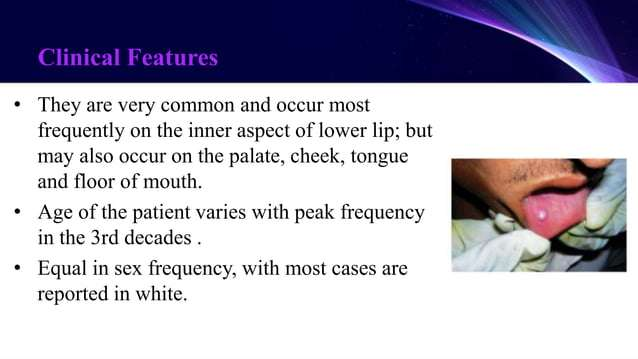 Clinical Features
• They are very common and occur most
frequently on the inner aspect of lower lip; but
may also occur on the palate, cheek, tongue
and floor of mouth.
• Age of the patient varies with peak frequency
in the 3rd decades .
• Equal in sex frequency, with most cases are
reported in white.